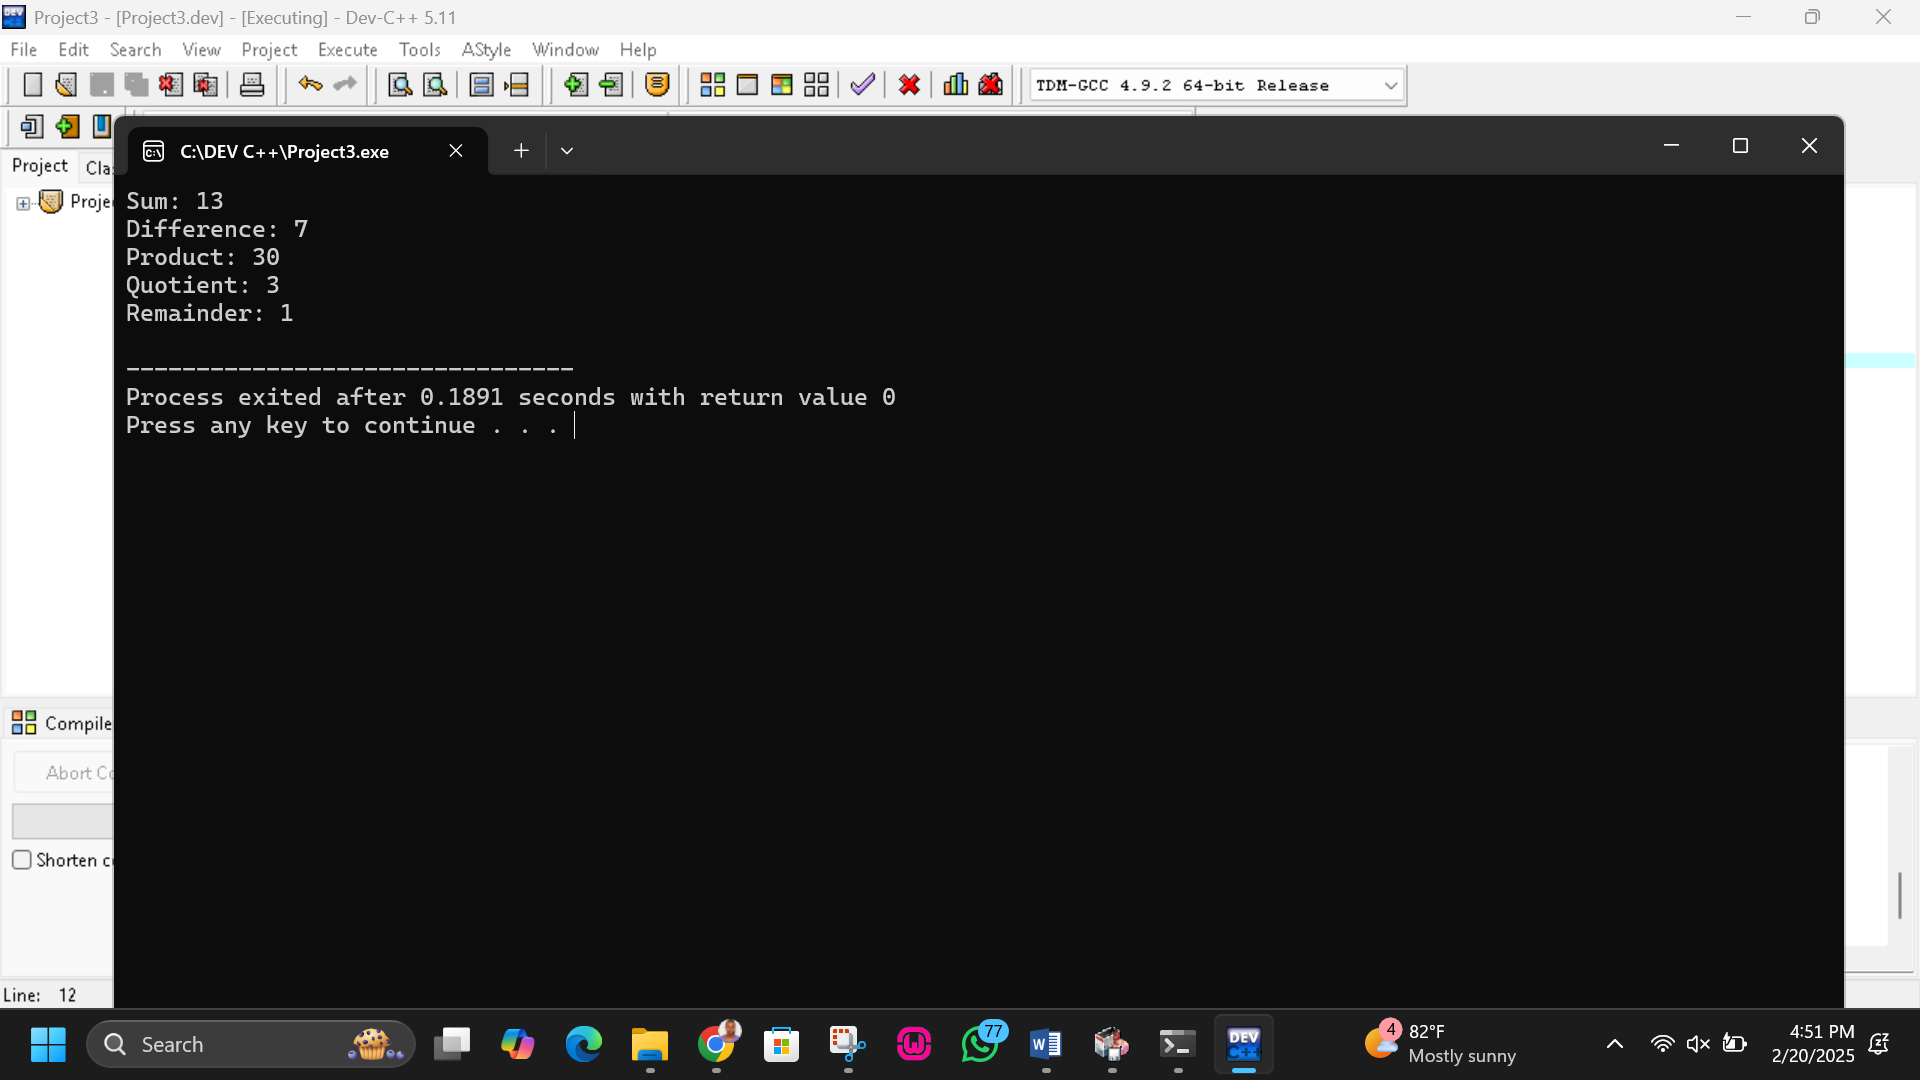 Project3 - [Project3.dev] - [Executing] - Dev-C++ 5.11
File Edit Search View Project Execute Tools AStyle Window Help
TDM-GCC 4.9.2 64-bit Release
Project Cla
Proje
C:\DEV C++\Project3.exe
Sum: 13
Difference: 7
Product: 30
Quotient: 3
Remainder: 1
--------------------------------
Process exited after 0.1891 seconds with return value 0
Press any key to continue . . .
Compile
Abort Co
Shorten c
Line: 12
Search
77
DEV
C++
4
82°F
Mostly sunny
4:51 PM
2/20/2025